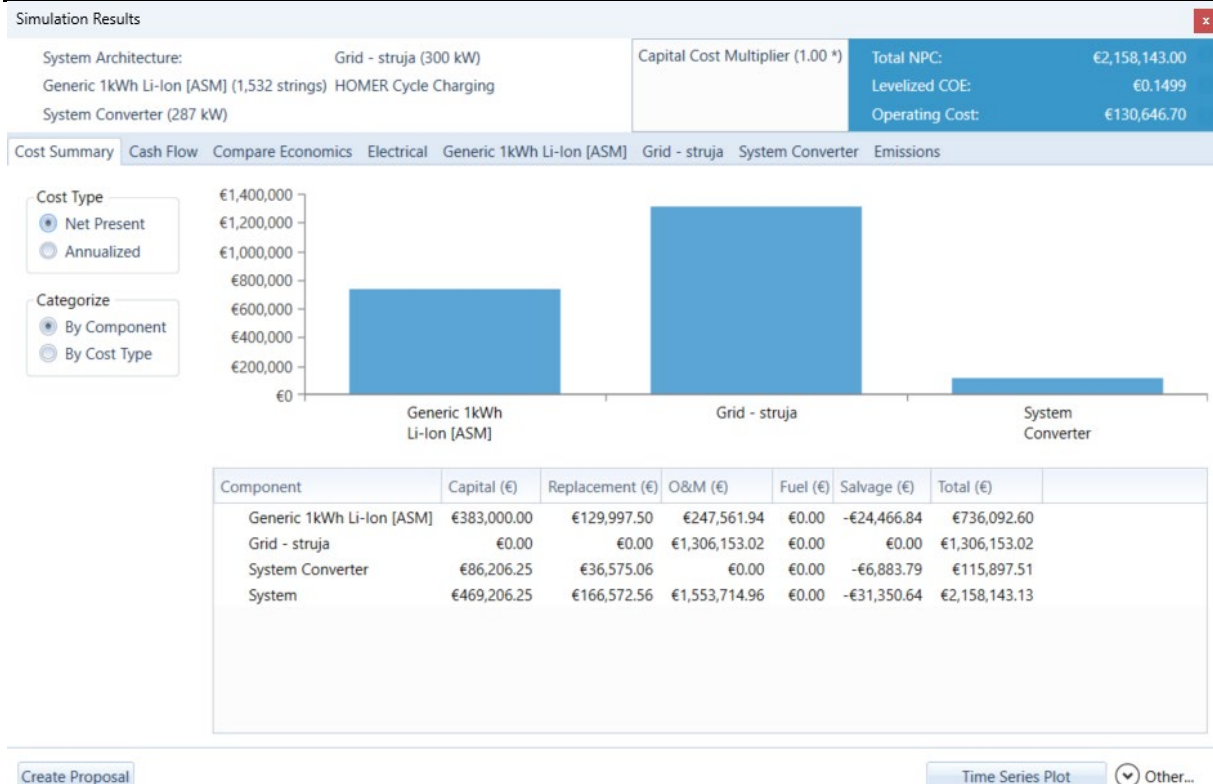 Simulation Results
x
System Architecture: Grid - struja (300 kW)
Generic 1kWh Li-Ion [ASM] (1,532 strings) HOMER Cycle Charging
System Converter (287 kW)
Capital Cost Multiplier (1.00 *)
Total NPC: €2,158,143.00
Levelized COE: €0.1499
Operating Cost: €130,646.70
Cost Summary Cash Flow Compare Economics Electrical Generic 1kWh Li-Ion [ASM] Grid - struja System Converter Emissions
Cost Type
Net Present
Annualized
Categorize
By Component
By Cost Type
€1,400,000
€1,200,000
€1,000,000
€800,000
€600,000
€400,000
€200,000
€0
Generic 1kWh
Li-Ion [ASM]
Grid - struja
System
Converter
Component Capital (€) Replacement (€) O&M (€) Fuel (€) Salvage (€) Total (€)
Generic 1kWh Li-Ion [ASM] €383,000.00 €129,997.50 €247,561.94 €0.00 -€24,466.84 €736,092.60
Grid - struja €0.00 €0.00 €1,306,153.02 €0.00 €0.00 €1,306,153.02
System Converter €86,206.25 €36,575.06 €0.00 €0.00 -€6,883.79 €115,897.51
System €469,206.25 €166,572.56 €1,553,714.96 €0.00 -€31,350.64 €2,158,143.13
Create Proposal
Time Series Plot
Other...